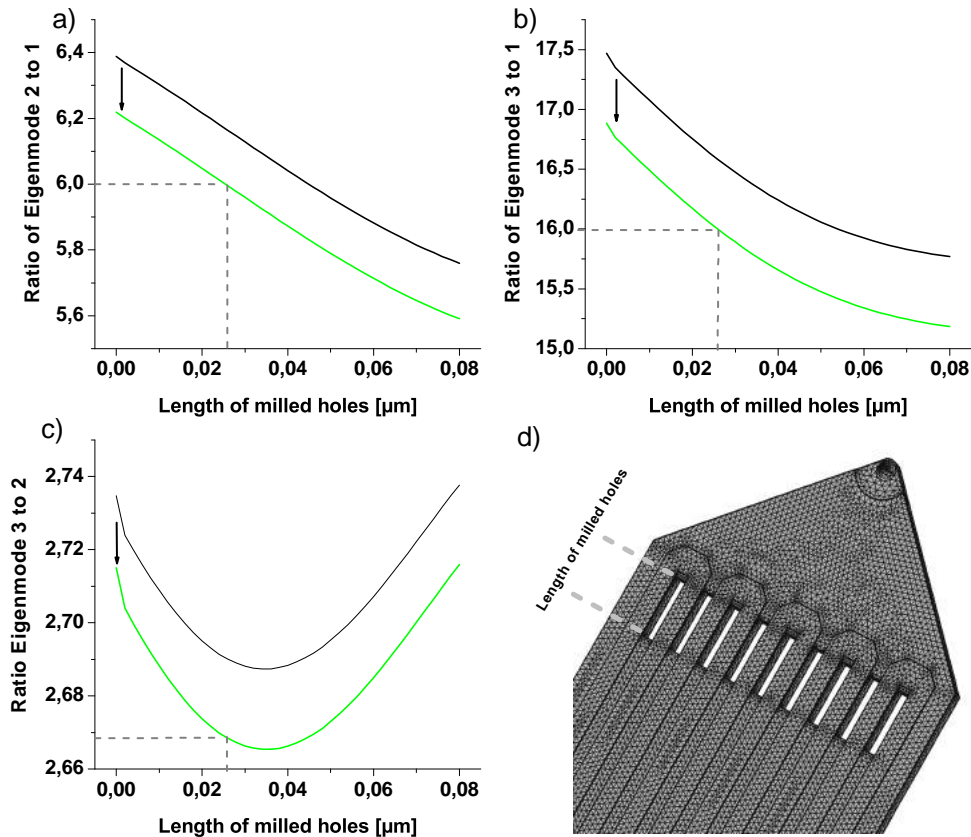 a)
Ratio of Eigenmode 2 to 1
6,4
6,2
6,0
5,8
5,6
0,00 0,02 0,04 0,06 0,08
Length of milled holes [µm]
b)
Ratio of Eigenmode 3 to 1
17,5
17,0
16,5
16,0
15,5
15,0
0,00 0,02 0,04 0,06 0,08
Length of milled holes [µm]
c)
Ratio Eigenmode 3 to 2
2,74
2,72
2,70
2,68
2,66
0,00 0,02 0,04 0,06 0,08
Length of milled holes [µm]
d)
Length of milled holes